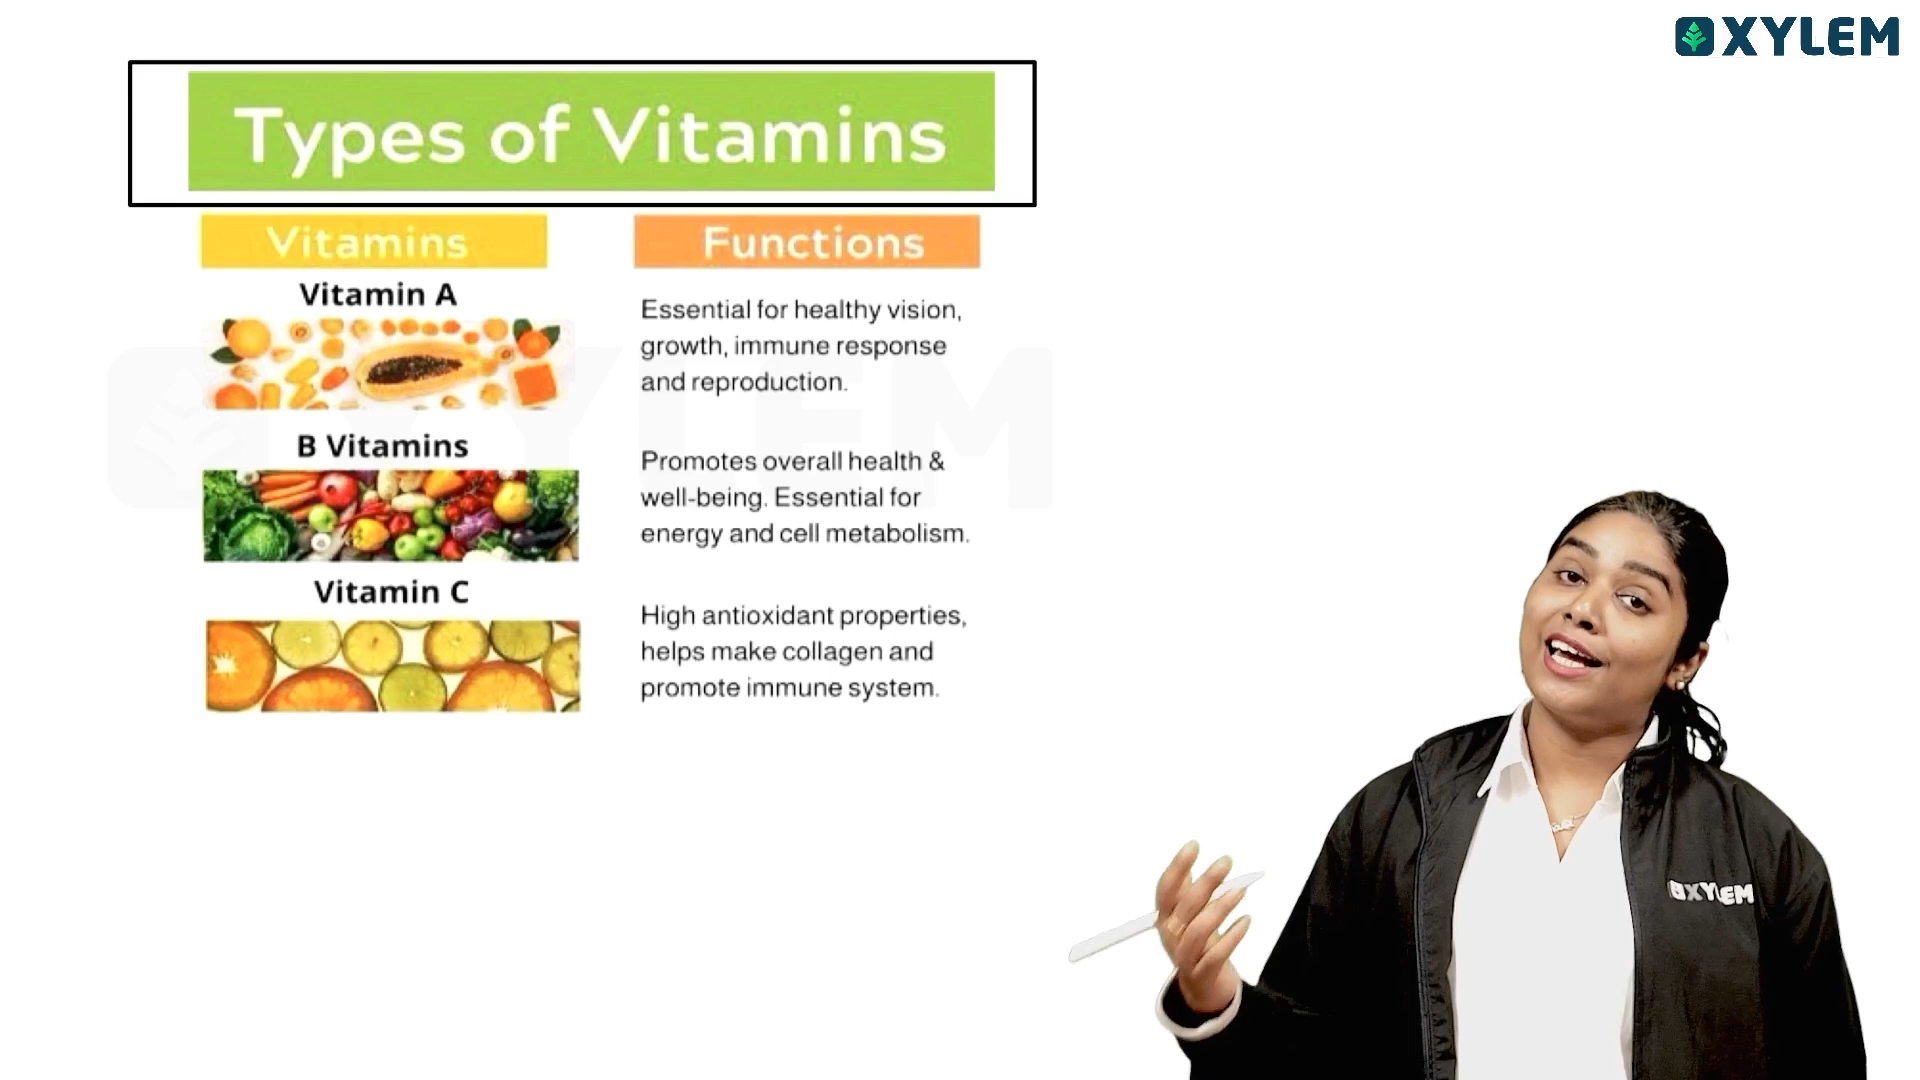 XYLEM
Types of Vitamins
Vitamins
Functions
Vitamin A
Essential for healthy vision,
growth, immune response
and reproduction.
B Vitamins
Promotes overall health &
well-being. Essential for
energy and cell metabolism.
Vitamin C
High antioxidant properties,
helps make collagen and
promote immune system.
XYLEM
XYLEM